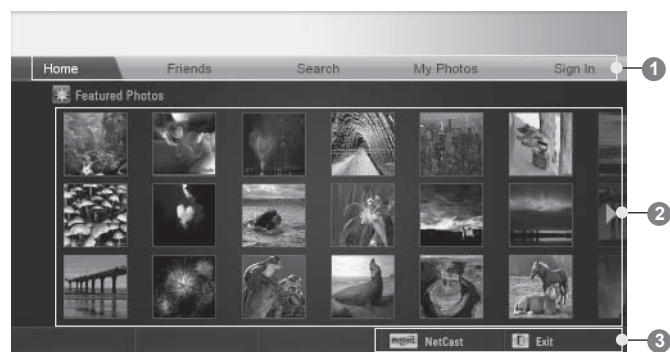 Home Friends Search My Photos Sign In
1
Featured Photos
2
NetCast Exit
3